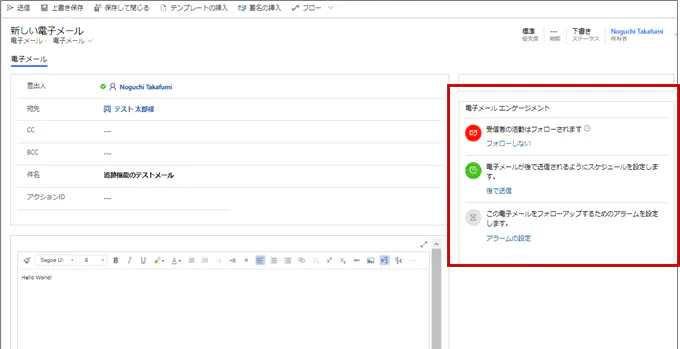 送信
上書き保存
保存して閉じる
テンプレートの挿入
署名の挿入
フロー
新しい電子メール
電子メール · 電子メール
標準
優先度
---
期限
下書き
ステータス
Noguchi Takafumi
所有者
電子メール
差出人 Noguchi Takafumi
宛先 テスト 太郎様
CC ---
BCC ---
件名 追跡機能のテストメール
アクションID ---
電子メール エンゲージメント
受信者の活動はフォローされます
フォローしない
電子メールが後で送信されるようにスケジュールを設定しま
す。
後で送信
この電子メールをフォローアップするためのアラームを設定
します。
アラームの設定
Segoe UI 9 B I U A
Hello World!